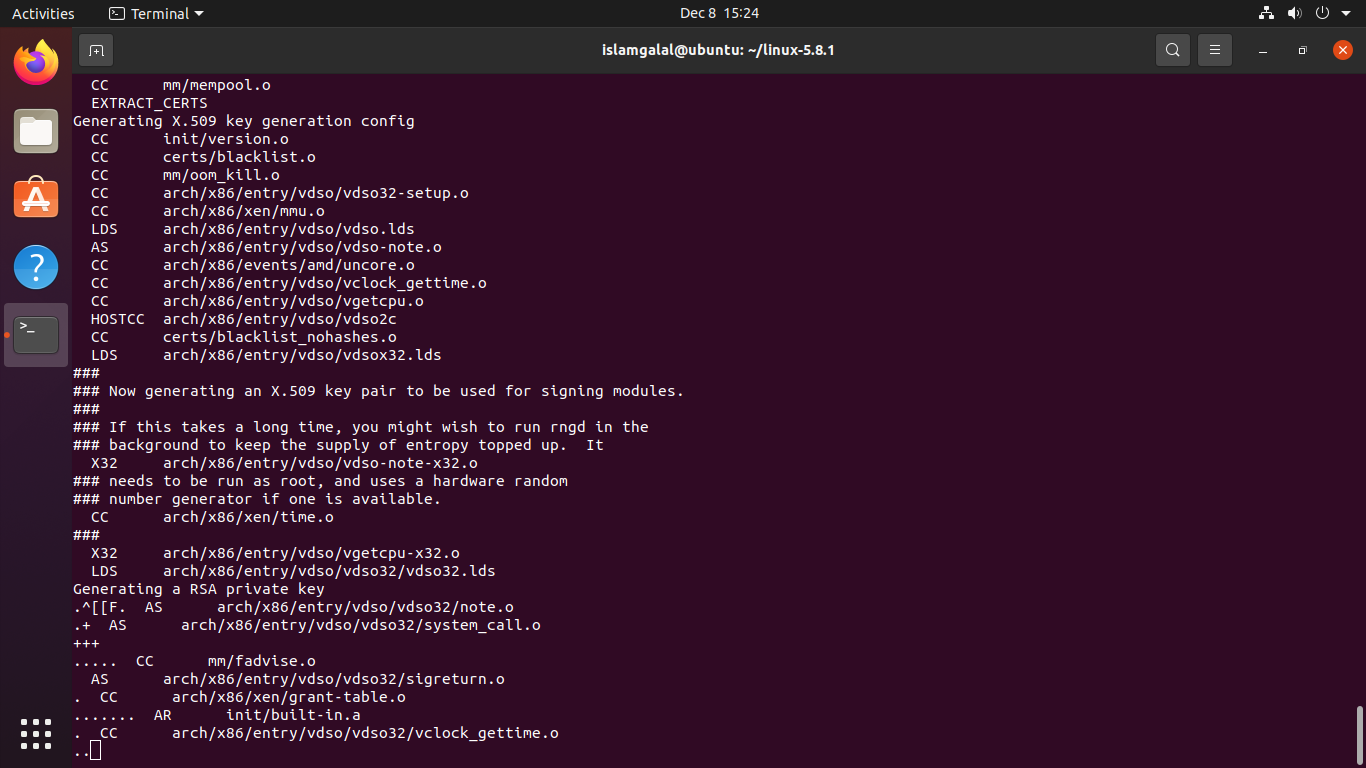 Activities
Terminal
Dec 8 15:24
islamgalal@ubuntu: ~/linux-5.8.1
  CC      mm/mempool.o
  EXTRACT_CERTS
Generating X.509 key generation config
  CC      init/version.o
  CC      certs/blacklist.o
  CC      mm/oom_kill.o
  CC      arch/x86/entry/vdso/vdso32-setup.o
  CC      arch/x86/xen/mmu.o
  LDS     arch/x86/entry/vdso/vdso.lds
  AS      arch/x86/entry/vdso/vdso-note.o
  CC      arch/x86/events/amd/uncore.o
  CC      arch/x86/entry/vdso/vclock_gettime.o
  CC      arch/x86/entry/vdso/vgetcpu.o
  HOSTCC  arch/x86/entry/vdso/vdso2c
  CC      certs/blacklist_nohashes.o
  LDS     arch/x86/entry/vdso/vdsox32.lds
###
### Now generating an X.509 key pair to be used for signing modules.
###
### If this takes a long time, you might wish to run rngd in the
### background to keep the supply of entropy topped up.  It
  X32     arch/x86/entry/vdso/vdso-note-x32.o
### needs to be run as root, and uses a hardware random
### number generator if one is available.
  CC      arch/x86/xen/time.o
###
  X32     arch/x86/entry/vdso/vgetcpu-x32.o
  LDS     arch/x86/entry/vdso/vdso32/vdso32.lds
Generating a RSA private key
.^[[F.  AS      arch/x86/entry/vdso/vdso32/note.o
.+  AS      arch/x86/entry/vdso/vdso32/system_call.o
+++
.....  CC      mm/fadvise.o
  AS      arch/x86/entry/vdso/vdso32/sigreturn.o
.  CC      arch/x86/xen/grant-table.o
.......  AR      init/built-in.a
.  CC      arch/x86/entry/vdso/vdso32/vclock_gettime.o
..